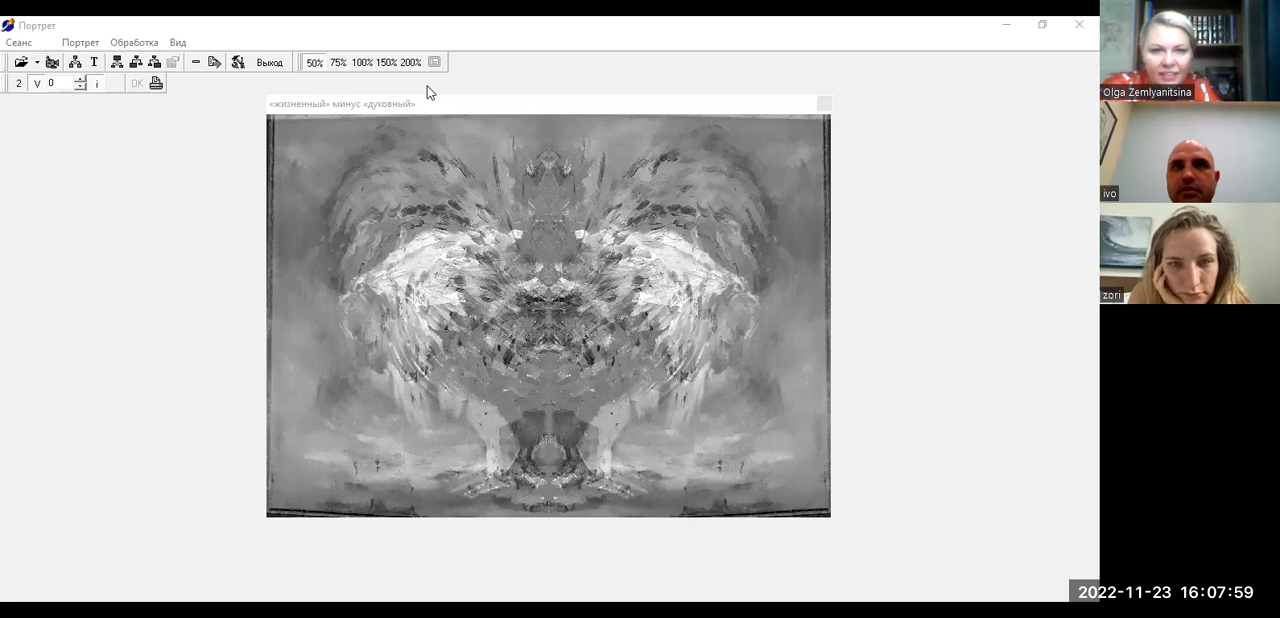 Портрет
Сеанс Портрет Обработка Вид
T Выход 50% 75% 100% 150% 200%
2 V 0 i OK
«жизненный» минус «духовный»
Olga Zemlyanitsina
ivo
zori
2022-11-23 16:07:59